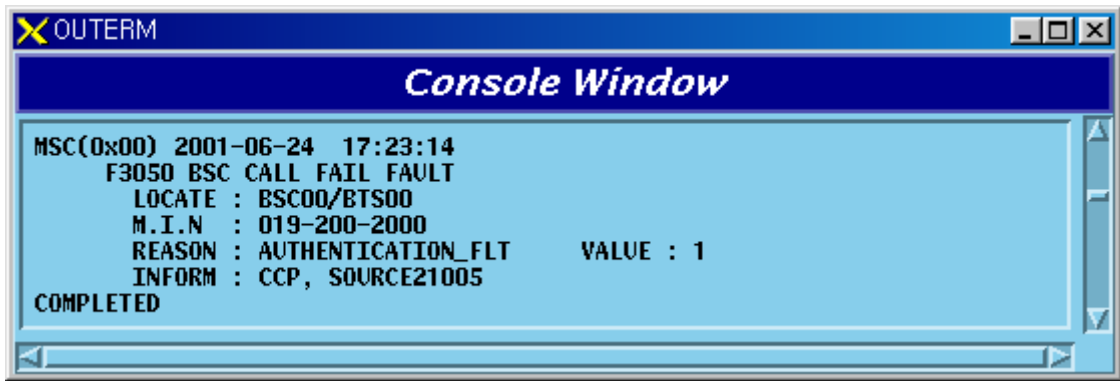 OUTERM
Console Window
MSC(0x00) 2001-06-24 17:23:14
F3050 BSC CALL FAIL FAULT
LOCATE : BSC00/BTS00
M.I.N : 019-200-2000
REASON : AUTHENTICATION_FLT VALUE : 1
INFORM : CCP, SOURCE21005
COMPLETED